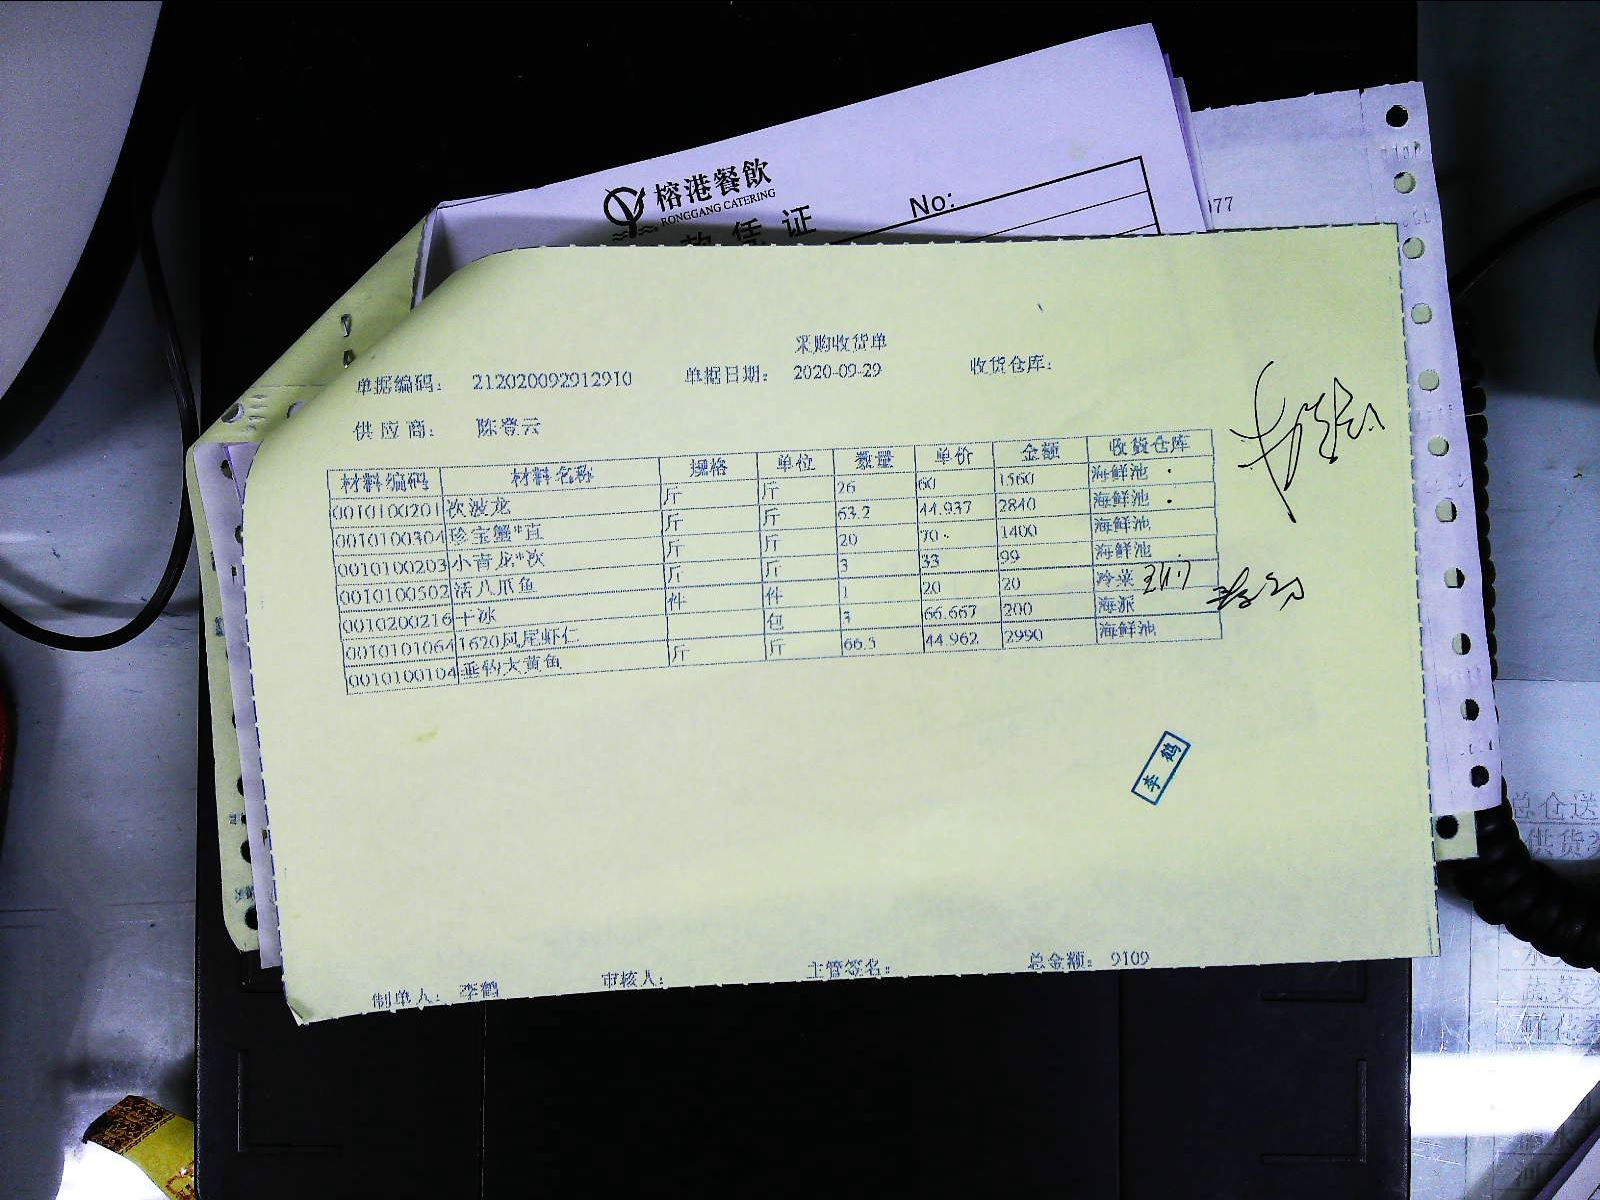 榕港餐飲
RONGGANG CATERING
款凭证 No:
077
采购收货单
单据编码： 212020092912910 单据日期： 2020-09-29 收货仓库：
供应商： 陈登云
材料编码 材料名称 规格 单位 数量 单价 金额 收货仓库
0010100201 次波龙 斤 斤 26 60 1560 海鲜池
0010100304 珍宝蟹*直 斤 斤 63.2 44.937 2840 海鲜池
0010100203 小青龙*次 斤 斤 20 70 1400 海鲜池
0010100502 活八爪鱼 斤 斤 3 33 99 海鲜池
0010200216 干冰 件 件 1 20 20 冷菜
0010101064 1620凤尾虾仁 包 3 66.667 200 海派
0010100104 垂钓大黄鱼 斤 斤 66.5 44.962 2990 海鲜池
李鹤
制单人： 李鹤 审核人： 主管签名： 总金额： 9109
总仓送
供货
蔬菜
鲜花